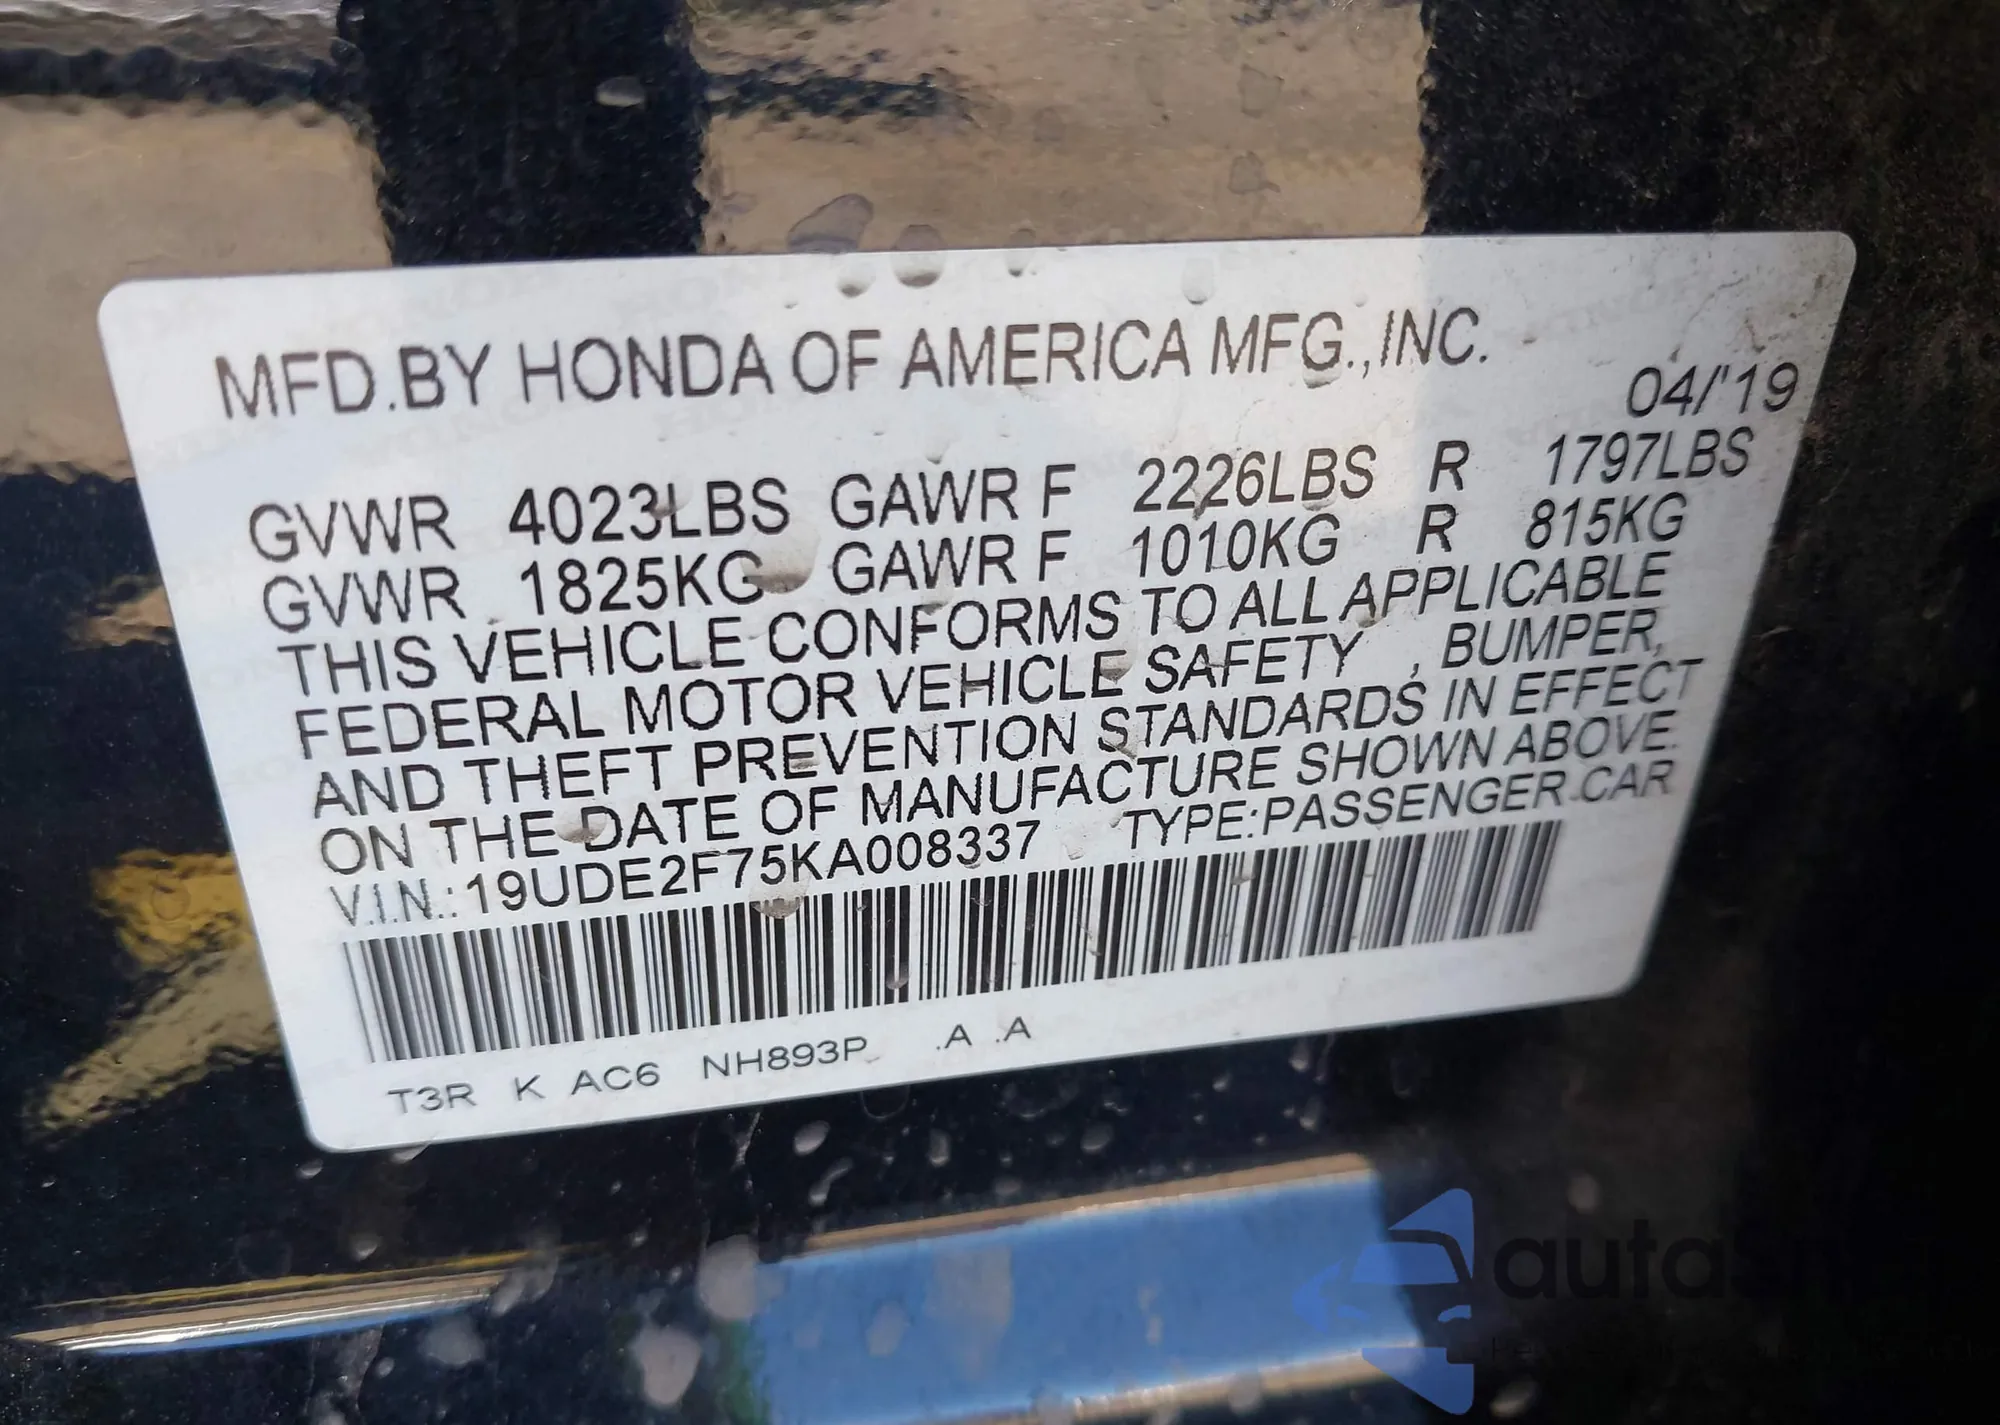 MFD.BY HONDA OF AMERICA MFG.,INC.
04/'19
GVWR 4023LBS GAWR F 2226LBS R 1797LBS
GVWR 1825KG GAWR F 1010KG R 815KG
THIS VEHICLE CONFORMS TO ALL APPLICABLE
FEDERAL MOTOR VEHICLE SAFETY , BUMPER,
AND THEFT PREVENTION STANDARDS IN EFFECT
ON THE DATE OF MANUFACTURE SHOWN ABOVE.
V.I.N.:19UDE2F75KA008337 TYPE:PASSENGER CAR
T3R K AC6 NH893P .A .A